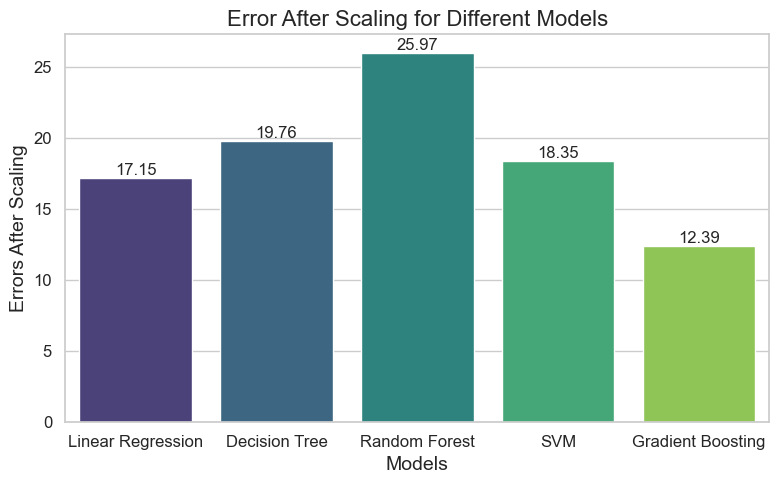 Error After Scaling for Different Models
Errors After Scaling
25
20
15
10
5
0
17.15
19.76
25.97
18.35
12.39
Linear Regression
Decision Tree
Random Forest
SVM
Gradient Boosting
Models